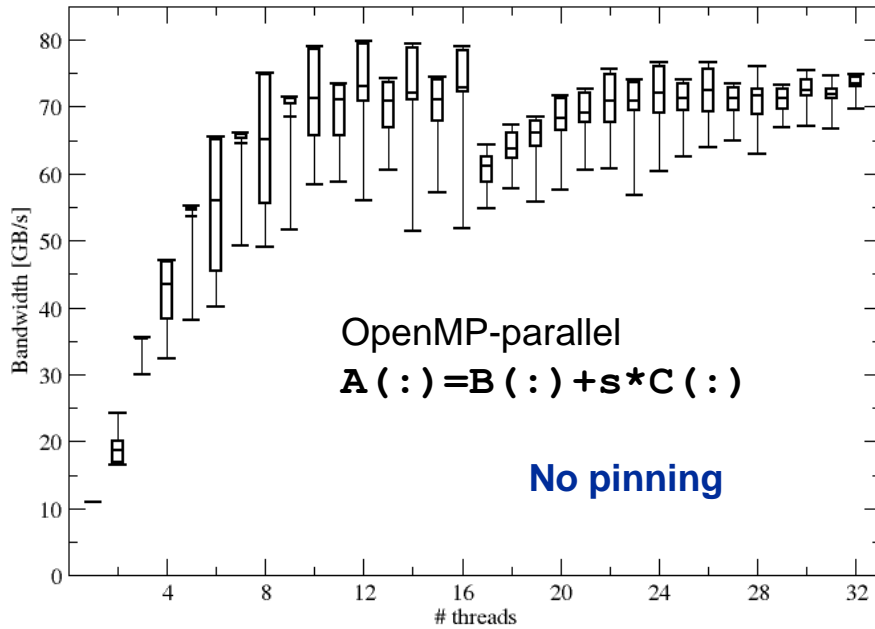 80
70
60
50
40
30
20
10
0
Bandwidth [GB/s]
OpenMP-parallel
A(:)=B(:)+s*C(:)
No pinning
4 8 12 16 20 24 28 32
# threads